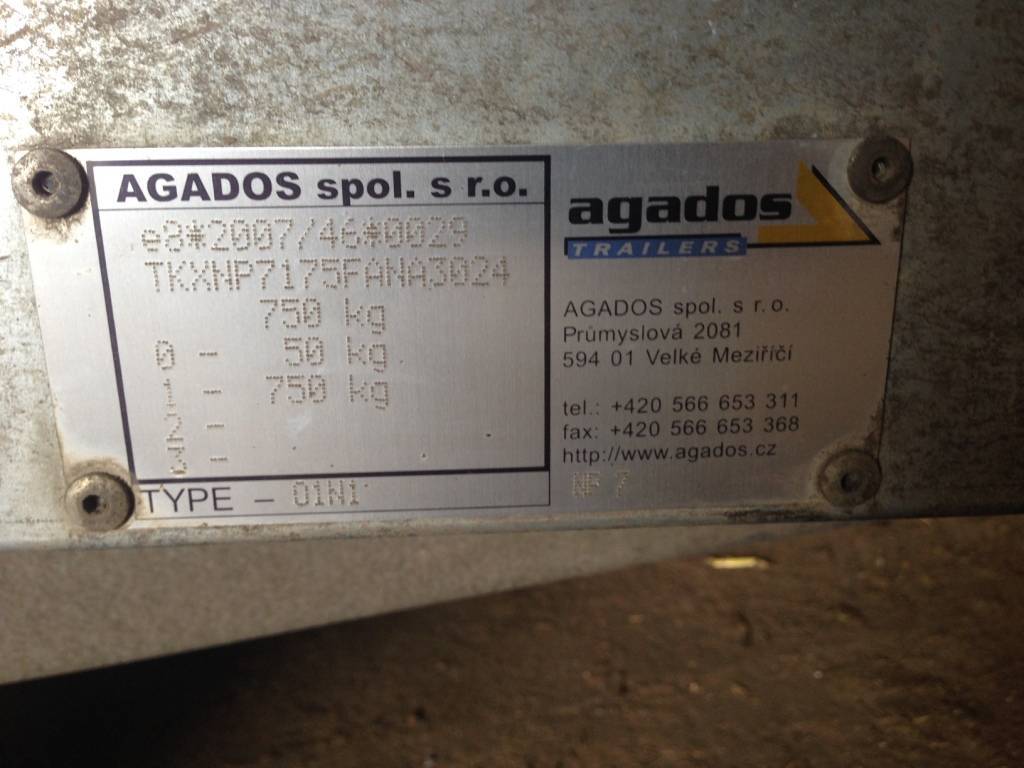 AGADOS spol. s r.o.
e8*2007/46*0029
TKXNP7175FANA3024
750 kg
0 - 50 kg
1 - 750 kg
2 -
3 -
TYPE - 01N1
agados
TRAILERS
AGADOS spol. s r.o.
Průmyslová 2081
594 01 Velké Meziříčí
tel.: +420 566 653 311
fax: +420 566 653 368
http://www.agados.cz
NP 7